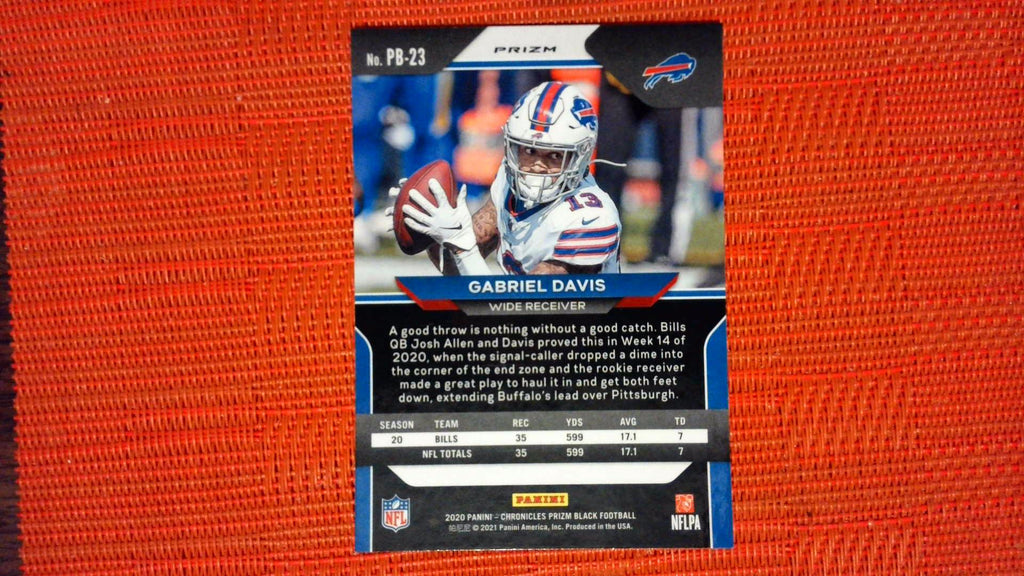 No. PB-23
PRIZM
13
GABRIEL DAVIS
WIDE RECEIVER
A good throw is nothing without a good catch. Bills
QB Josh Allen and Davis proved this in Week 14 of
2020, when the signal-caller dropped a dime into
the corner of the end zone and the rookie receiver
made a great play to haul it in and get both feet
down, extending Buffalo's lead over Pittsburgh.
SEASON TEAM REC YDS AVG TD
20 BILLS 35 599 17.1 7
NFL TOTALS 35 599 17.1 7
PANINI
NFL
2020 PANINI – CHRONICLES PRIZM BLACK FOOTBALL
© 2021 Panini America, Inc. Produced in the USA.
NFLPA